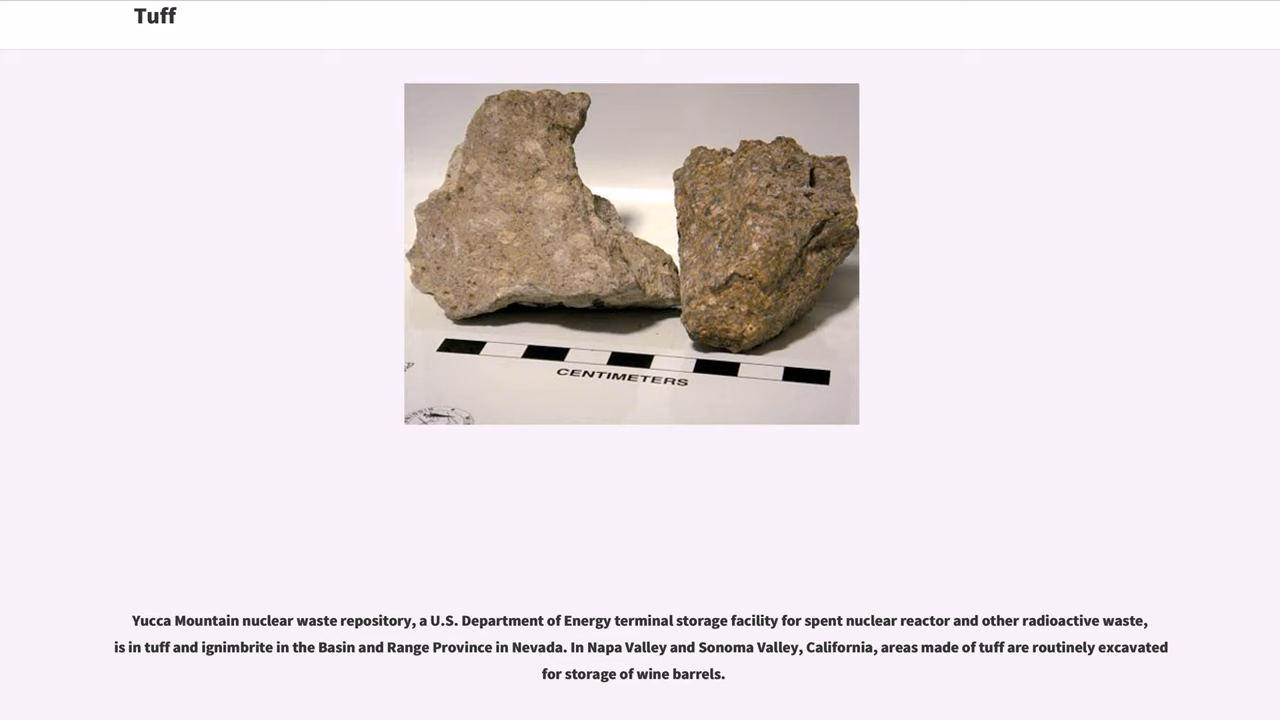 Tuff
CENTIMETERS
Yucca Mountain nuclear waste repository, a U.S. Department of Energy terminal storage facility for spent nuclear reactor and other radioactive waste,
is in tuff and ignimbrite in the Basin and Range Province in Nevada. In Napa Valley and Sonoma Valley, California, areas made of tuff are routinely excavated
for storage of wine barrels.